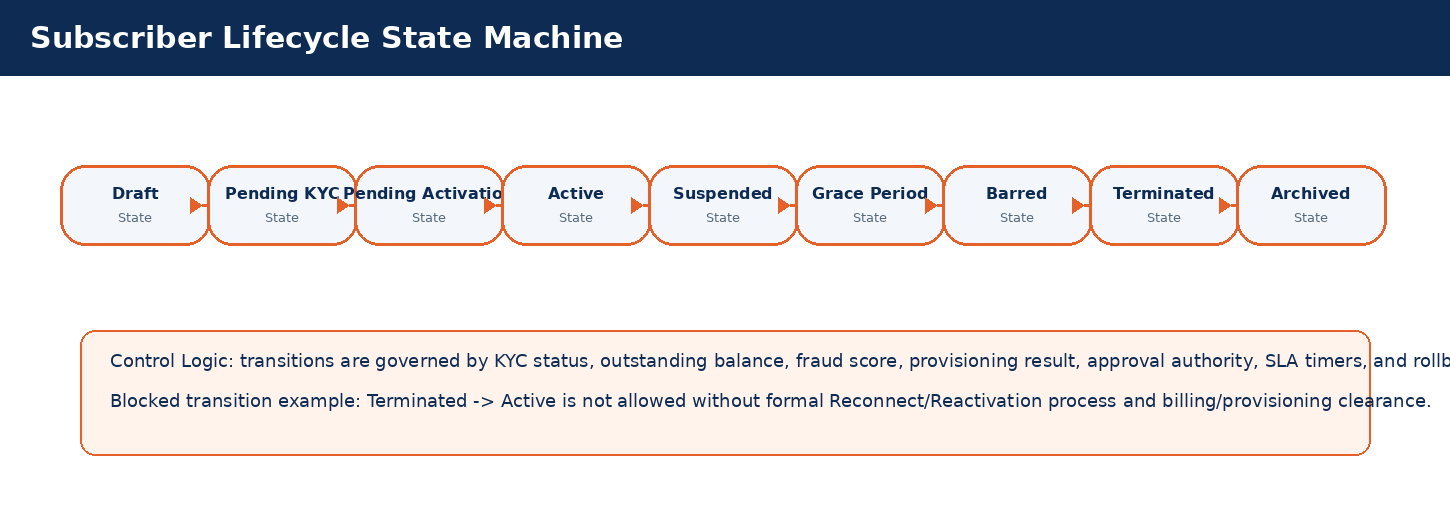 Subscriber Lifecycle State Machine
Draft
State
Pending KYC
State
Pending Activatio
State
Active
State
Suspended
State
Grace Period
State
Barred
State
Terminated
State
Archived
State
Control Logic: transitions are governed by KYC status, outstanding balance, fraud score, provisioning result, approval authority, SLA timers, and rollb
Blocked transition example: Terminated -> Active is not allowed without formal Reconnect/Reactivation process and billing/provisioning clearance.